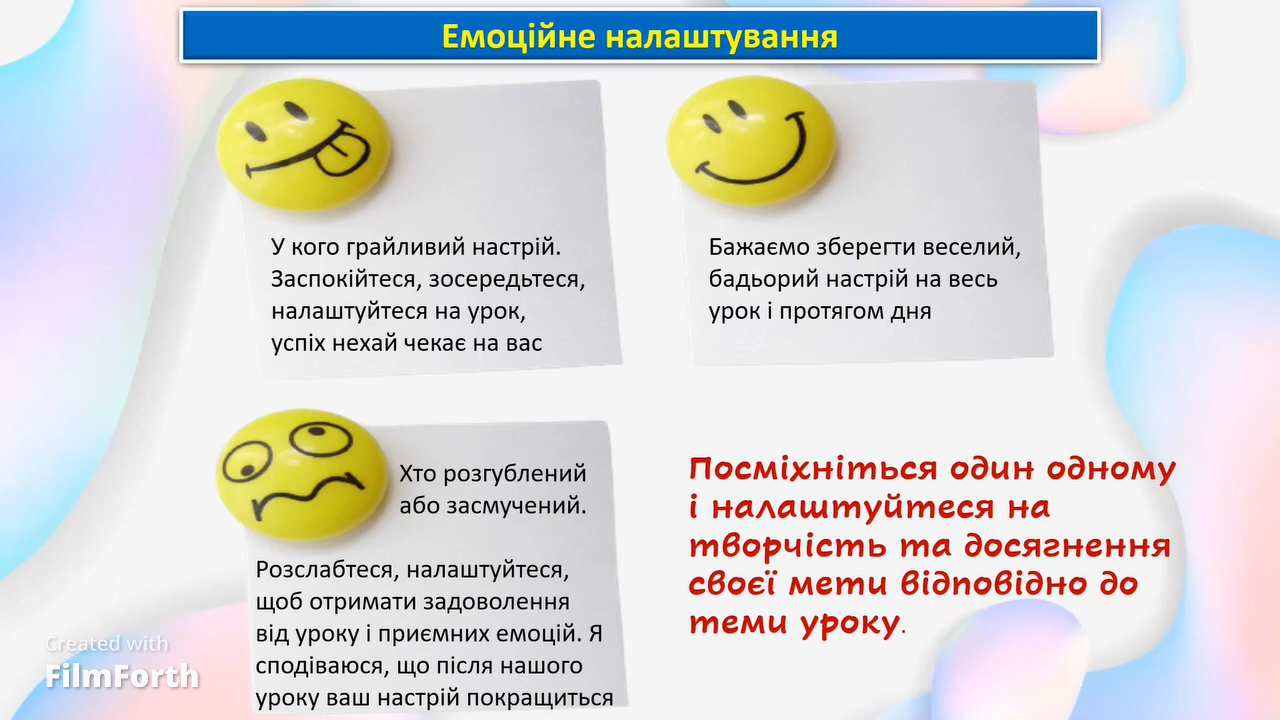 Емоційне налаштування
У кого грайливий настрій.
Заспокійтеся, зосередьтеся,
налаштуйтеся на урок,
успіх нехай чекає на вас
Бажаємо зберегти веселий,
бадьорий настрій на весь
урок і протягом дня
Хто розгублений
або засмучений.
Розслабтеся, налаштуйтеся,
щоб отримати задоволення
від уроку і приємних емоцій. Я
сподіваюся, що після нашого
уроку ваш настрій покращиться
Посміхніться один одному
і налаштуйтеся на
творчість та досягнення
своєї мети відповідно до
теми уроку.
Created with
FilmForth